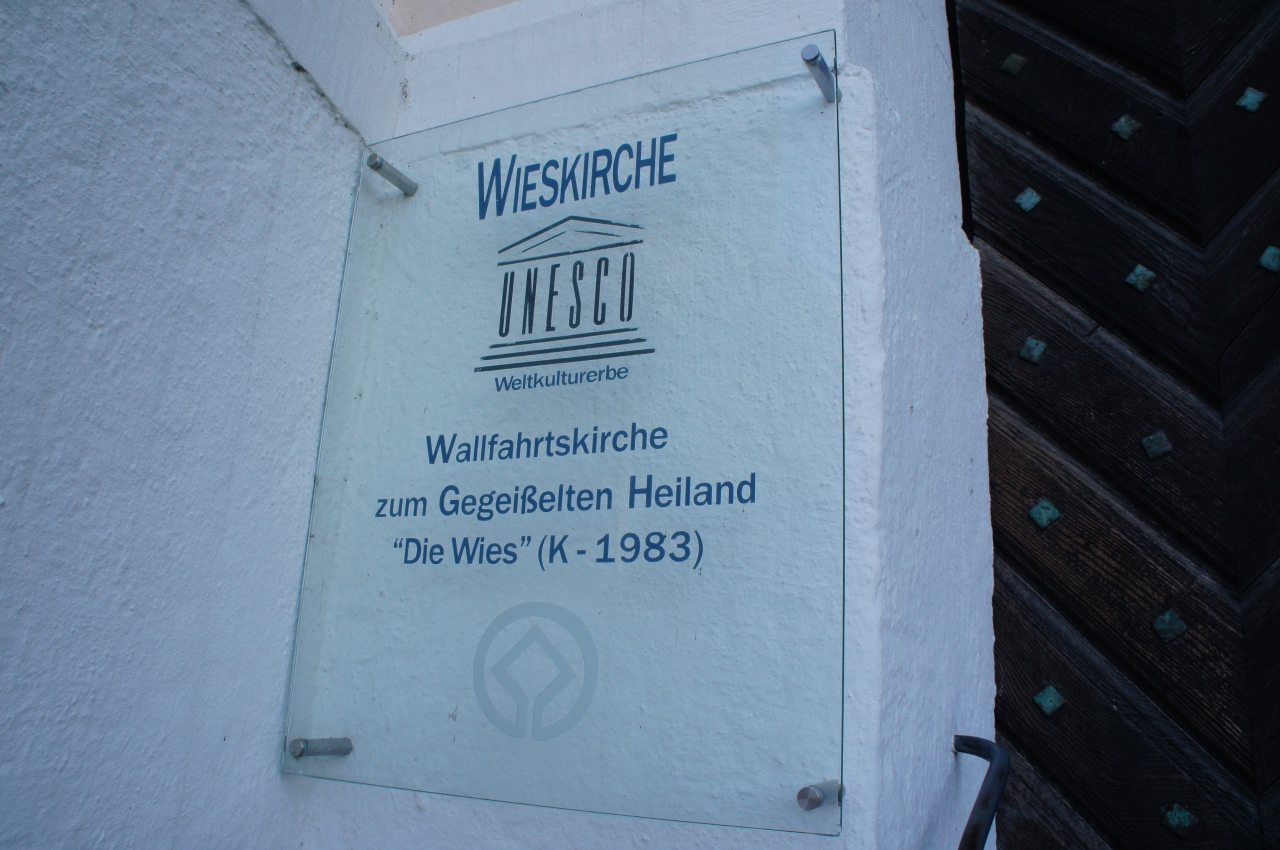 WIESKIRCHE
UNESCO
Weltkulturerbe
Wallfahrtskirche
zum Gegeißelten Heiland
“Die Wies” (K - 1983)